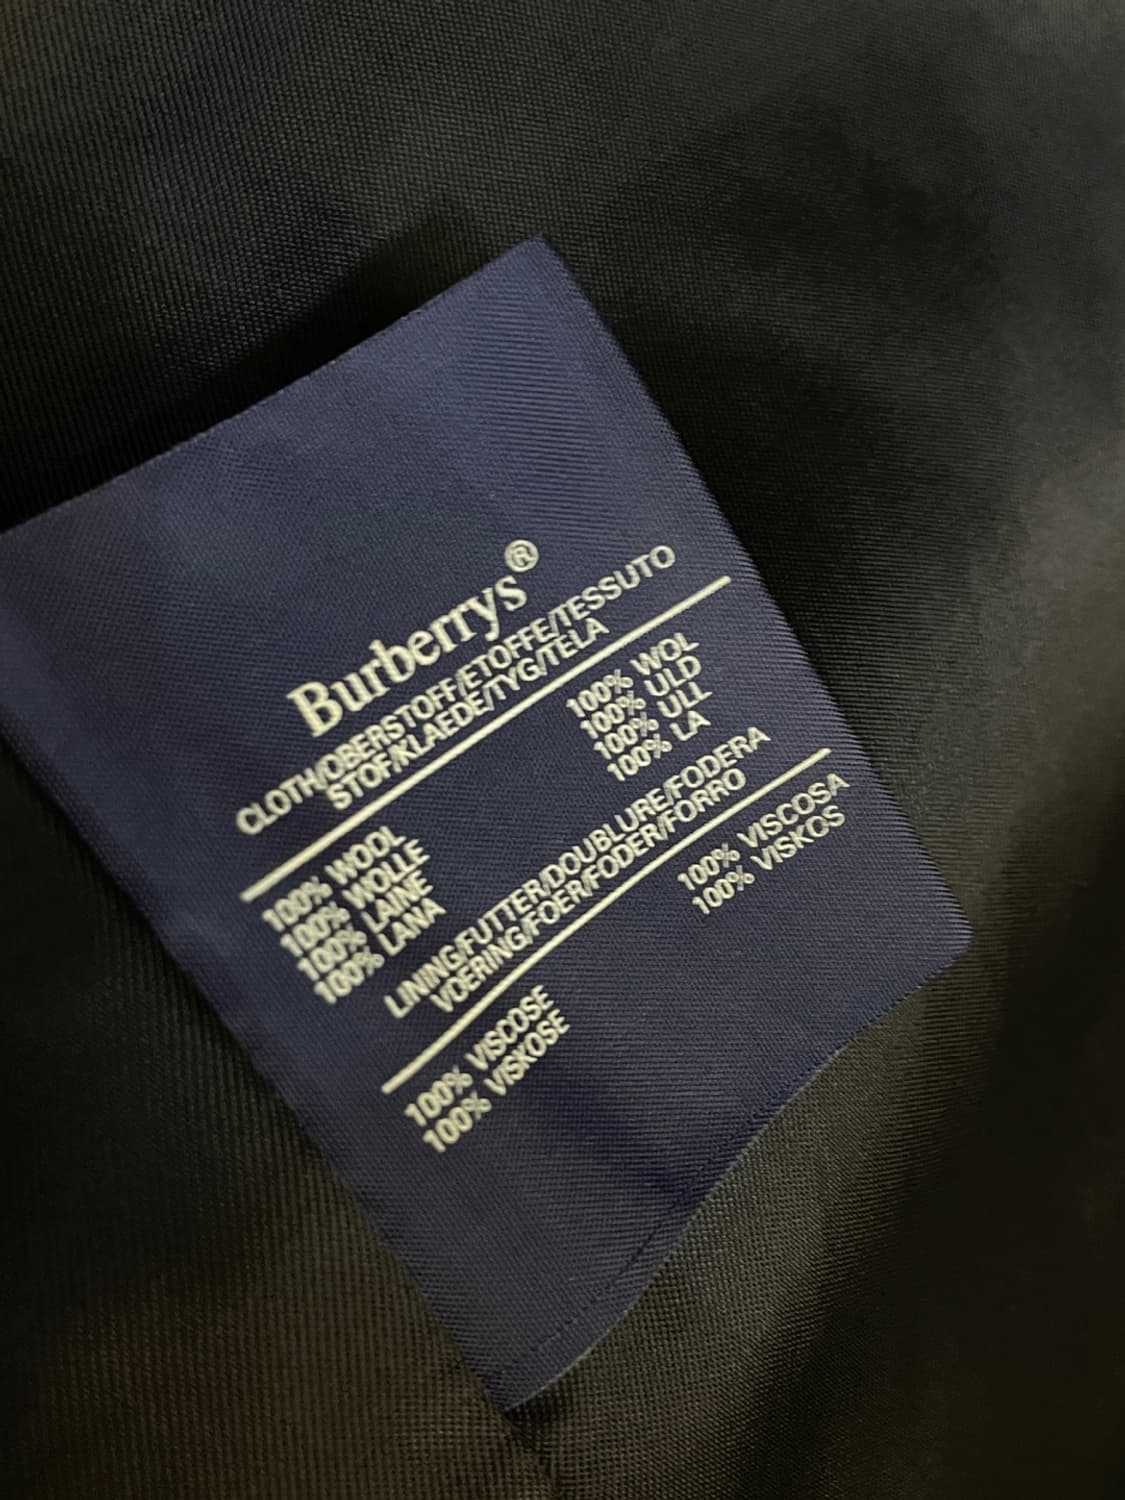 Burberrys®
CLOTH/OBERSTOFF/ETOFFE/TESSUTO
STOF/KLAEDE/TYG/TELA
100% WOOL
100% WOLLE
100% LAINE
100% LANA
100% WOL
100% ULD
100% ULL
100% LA
LINING/FUTTER/DOUBLURE/FODERA
VOERING/FOER/FODER/FORRO
100% VISCOSE
100% VISKOSE
100% VISCOSA
100% VISKOS